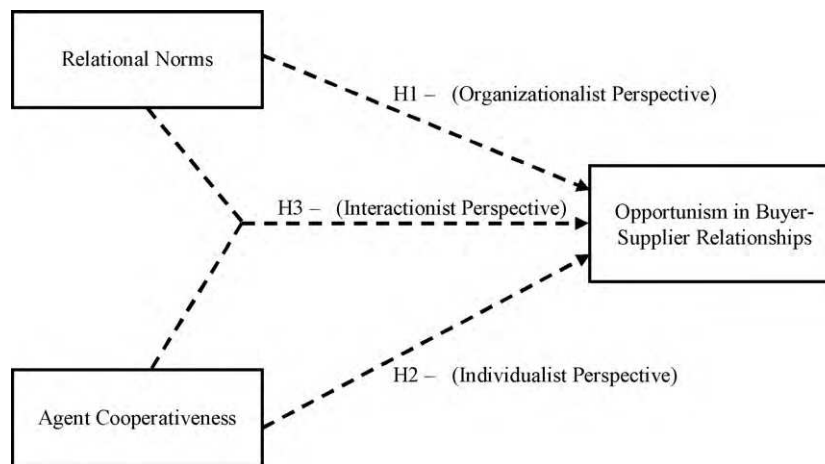 Relational Norms
H1 – (Organizationalist Perspective)
H3 – (Interactionist Perspective)
Opportunism in Buyer-
Supplier Relationships
H2 – (Individualist Perspective)
Agent Cooperativeness